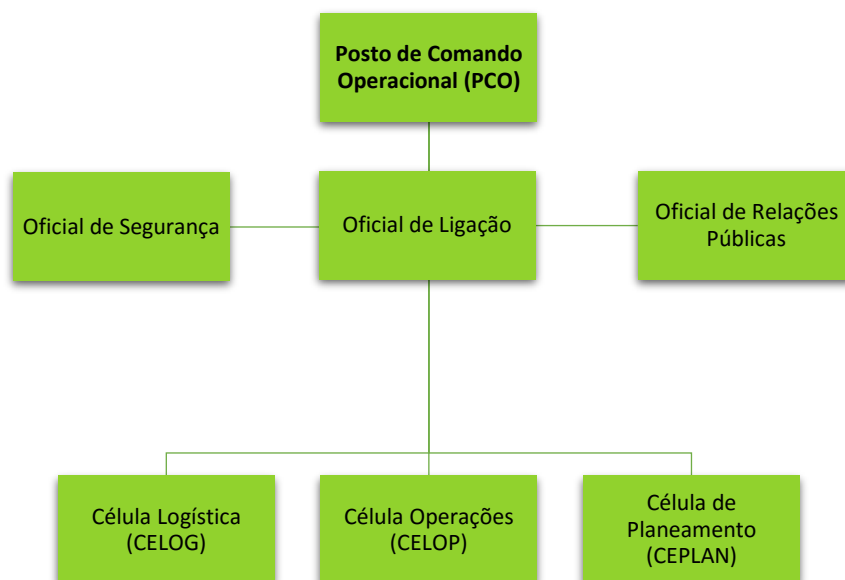 Posto de Comando
Operacional (PCO)
Oficial de Segurança
Oficial de Ligação
Oficial de Relações
Públicas
Célula Logística
(CELOG)
Célula Operações
(CELOP)
Célula de
Planeamento
(CEPLAN)